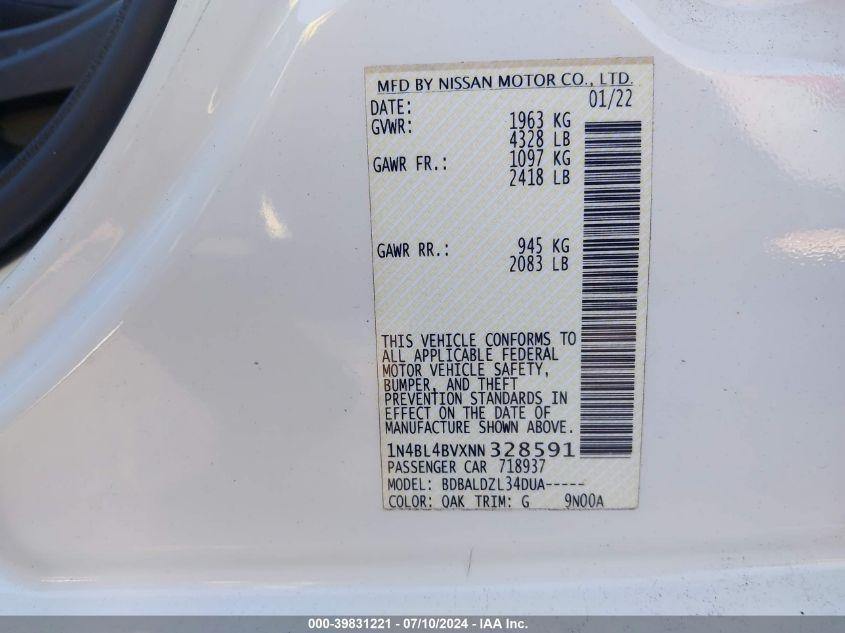 MFD BY NISSAN MOTOR CO., LTD.
DATE: 01/22
GVWR: 1963 KG
4328 LB
GAWR FR.: 1097 KG
2418 LB
GAWR RR.: 945 KG
2083 LB
THIS VEHICLE CONFORMS TO
ALL APPLICABLE FEDERAL
MOTOR VEHICLE SAFETY,
BUMPER, AND THEFT
PREVENTION STANDARDS IN
EFFECT ON THE DATE OF
MANUFACTURE SHOWN ABOVE.
1N4BL4BVXNN328591
PASSENGER CAR 718937
MODEL: BDBALDZL34DUA-----
COLOR: OAK TRIM: G 9N00A
000-39831221 - 07/10/2024 - IAA Inc.